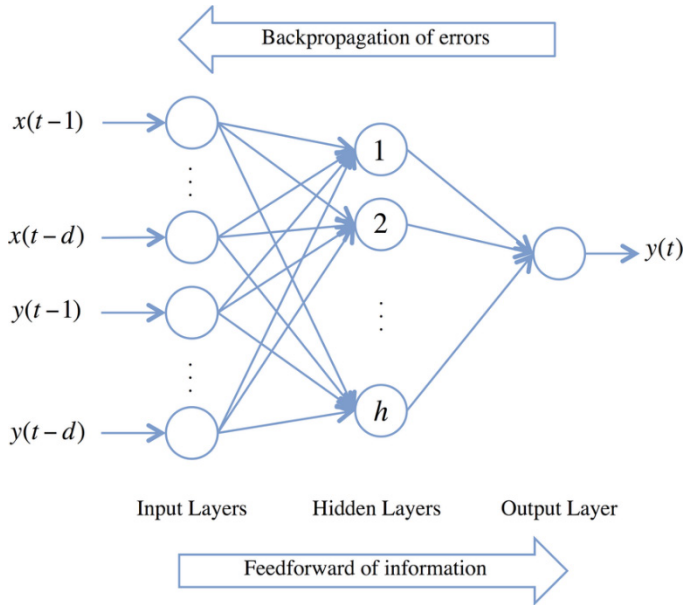 Backpropagation of errors
x(t−1)
1
x(t−d)
2
y(t−1)
y(t)
y(t−d)
h
Input Layers Hidden Layers Output Layer
Feedforward of information